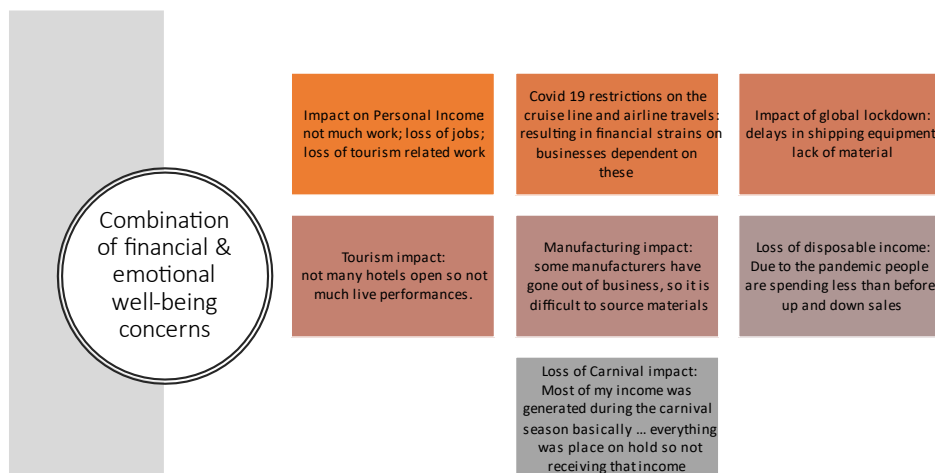 Combination
of financial &
emotional
well-being
concerns
Impact on Personal Income
not much work; loss of jobs;
loss of tourism related work
Covid 19 restrictions on the
cruise line and airline travels:
resulting in financial strains on
businesses dependent on
these
Impact of global lockdown:
delays in shipping equipment
lack of material
Tourism impact:
not many hotels open so not
much live performances.
Manufacturing impact:
some manufacturers have
gone out of business, so it is
difficult to source materials
Loss of disposable income:
Due to the pandemic people
are spending less than before
up and down sales
Loss of Carnival impact:
Most of my income was
generated during the carnival
season basically … everything
was place on hold so not
receiving that income